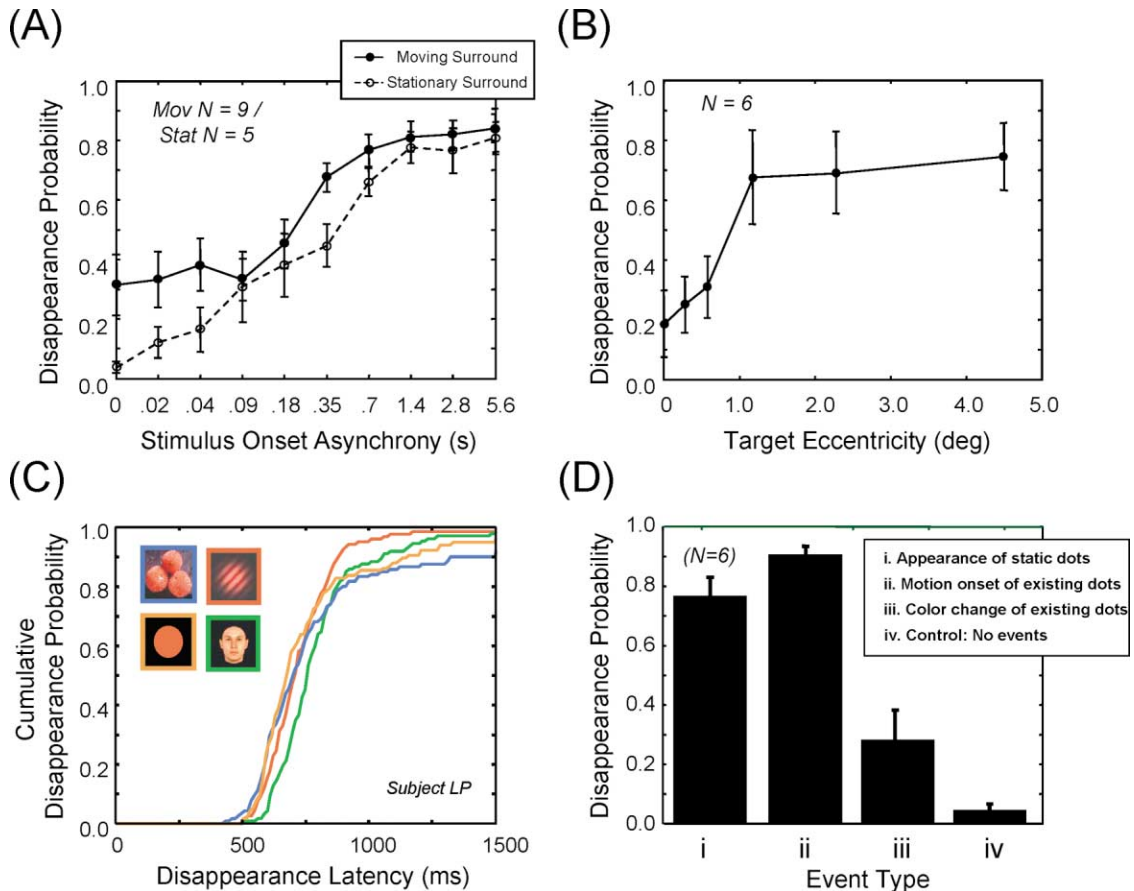 (A)
Moving Surround
Stationary Surround
Mov N = 9 /
Stat N = 5
Disappearance Probability
1.0
0.8
0.6
0.4
0.2
0.0
0 .02 .04 .09 .18 .35 .7 1.4 2.8 5.6
Stimulus Onset Asynchrony (s)
(B)
N = 6
Disappearance Probability
1.0
0.8
0.6
0.4
0.2
0.0
0 1.0 2.0 3.0 4.0 5.0
Target Eccentricity (deg)
(C)
Cumulative
Disappearance Probability
1.0
0.8
0.6
0.4
0.2
0.0
Subject LP
0 500 1000 1500
Disappearance Latency (ms)
(D)
(N=6)
i. Appearance of static dots
ii. Motion onset of existing dots
iii. Color change of existing dots
iv. Control: No events
Disappearance Probability
1.0
0.8
0.6
0.4
0.2
0.0
i ii iii iv
Event Type